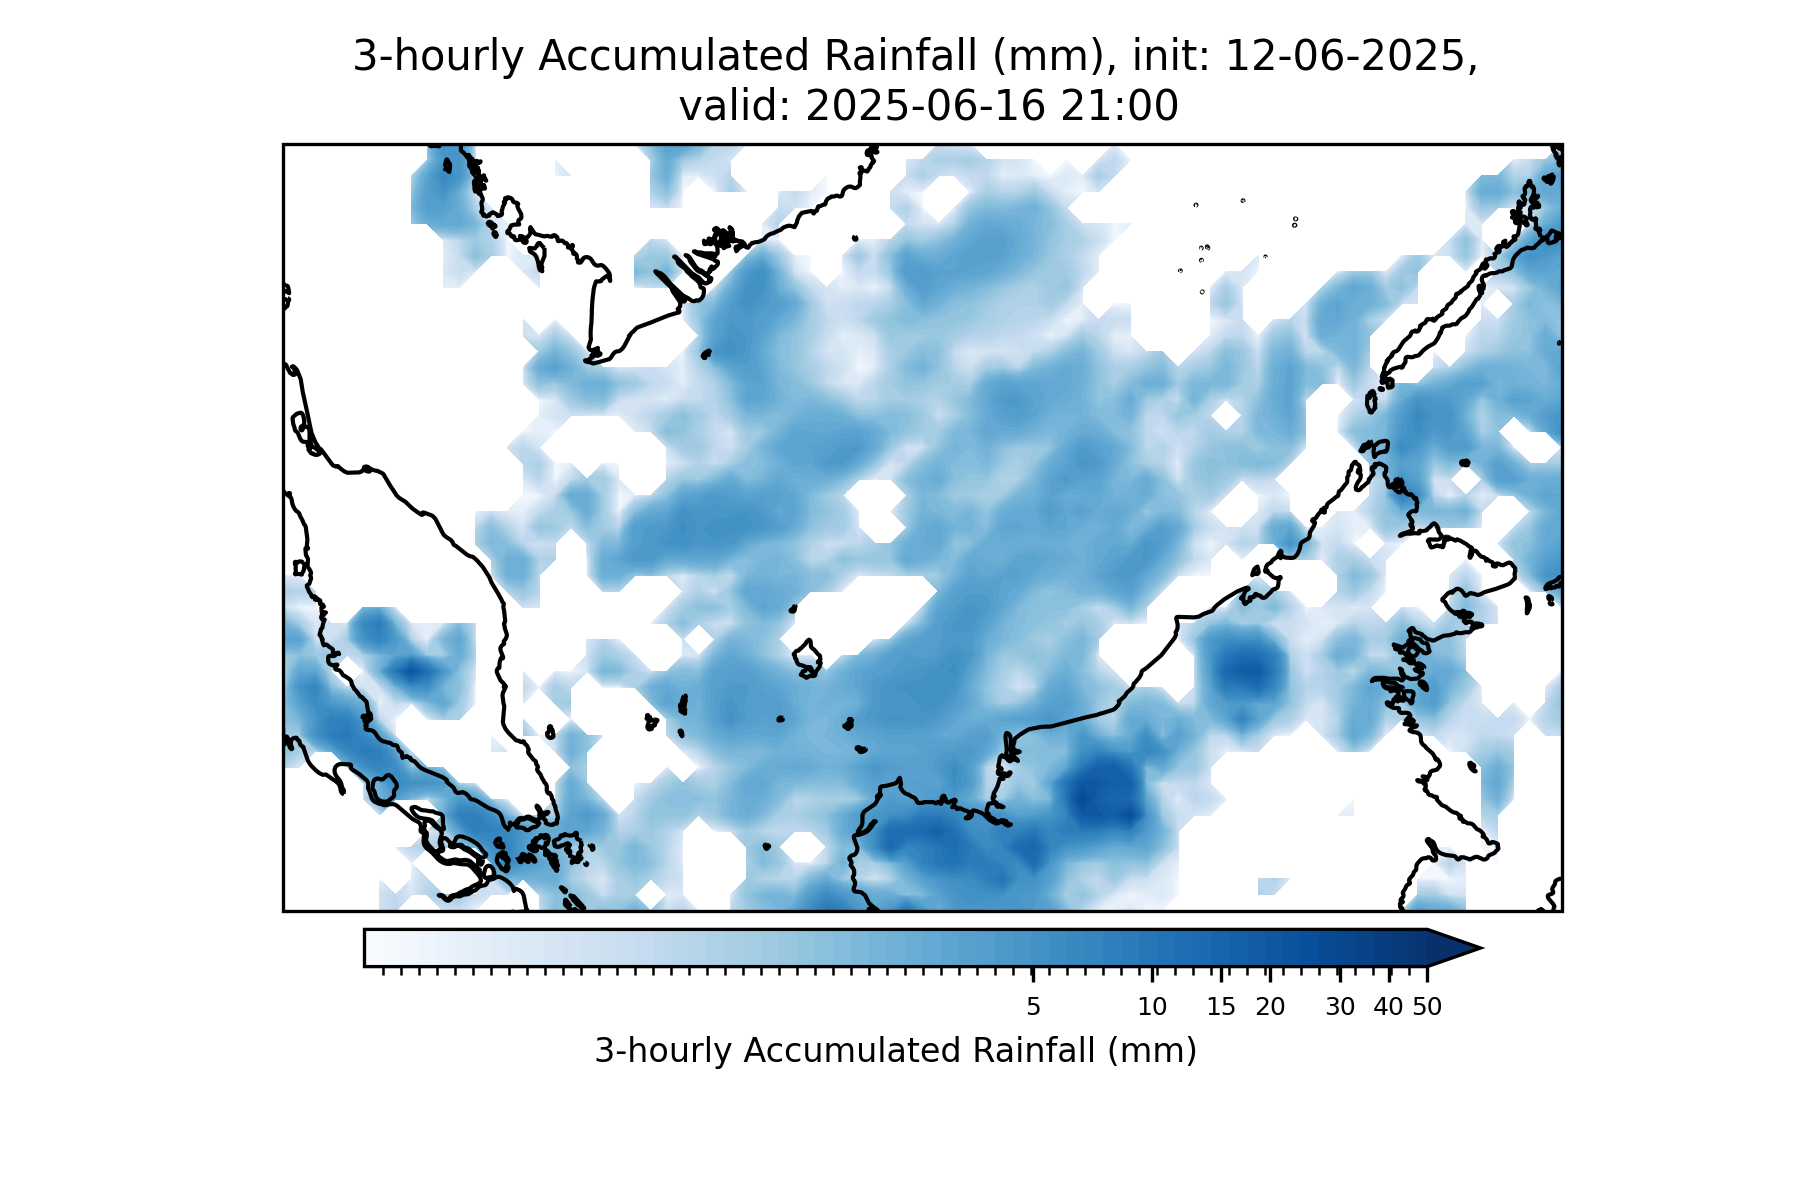 3-hourly Accumulated Rainfall (mm), init: 12-06-2025,
valid: 2025-06-16 21:00
5 10 15 20 30 40 50
3-hourly Accumulated Rainfall (mm)